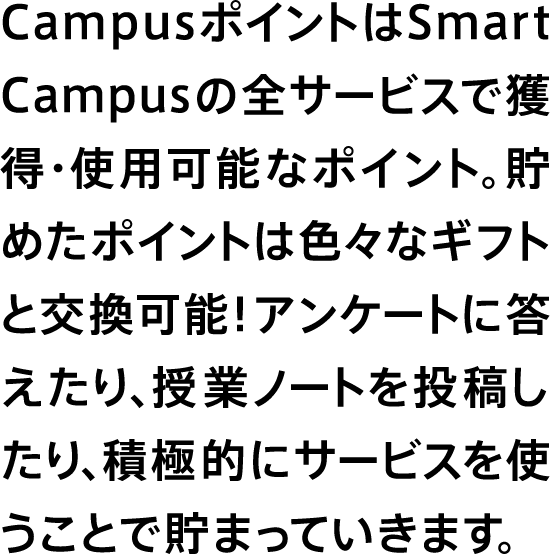 CampusポイントはSmart
Campusの全サービスで獲
得･使用可能なポイント。貯
めたポイントは色々なギフト
と交換可能!アンケートに答
えたり、授業ノートを投稿し
たり、積極的にサービスを使
うことで貯まっていきます。